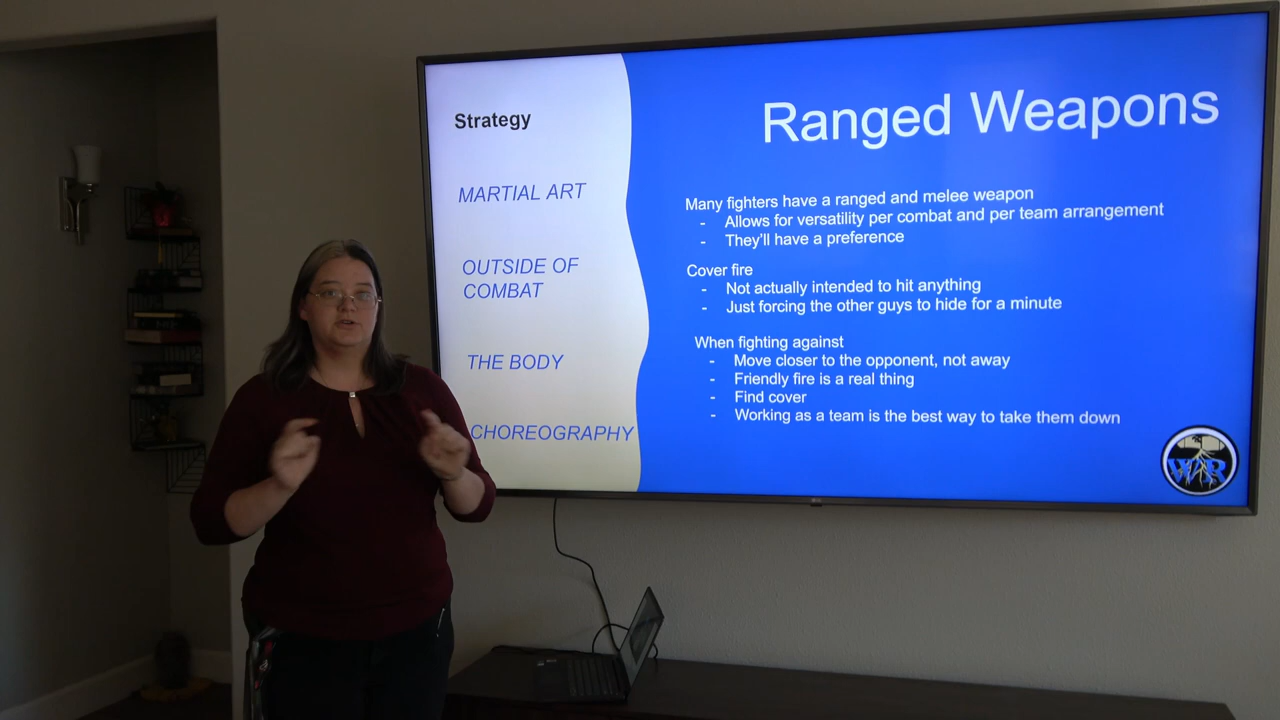 Strategy
MARTIAL ART
OUTSIDE OF
COMBAT
THE BODY
CHOREOGRAPHY
Ranged Weapons
Many fighters have a ranged and melee weapon
- Allows for versatility per combat and per team arrangement
- They'll have a preference
Cover fire
- Not actually intended to hit anything
- Just forcing the other guys to hide for a minute
When fighting against
- Move closer to the opponent, not away
- Friendly fire is a real thing
- Find cover
- Working as a team is the best way to take them down
WR